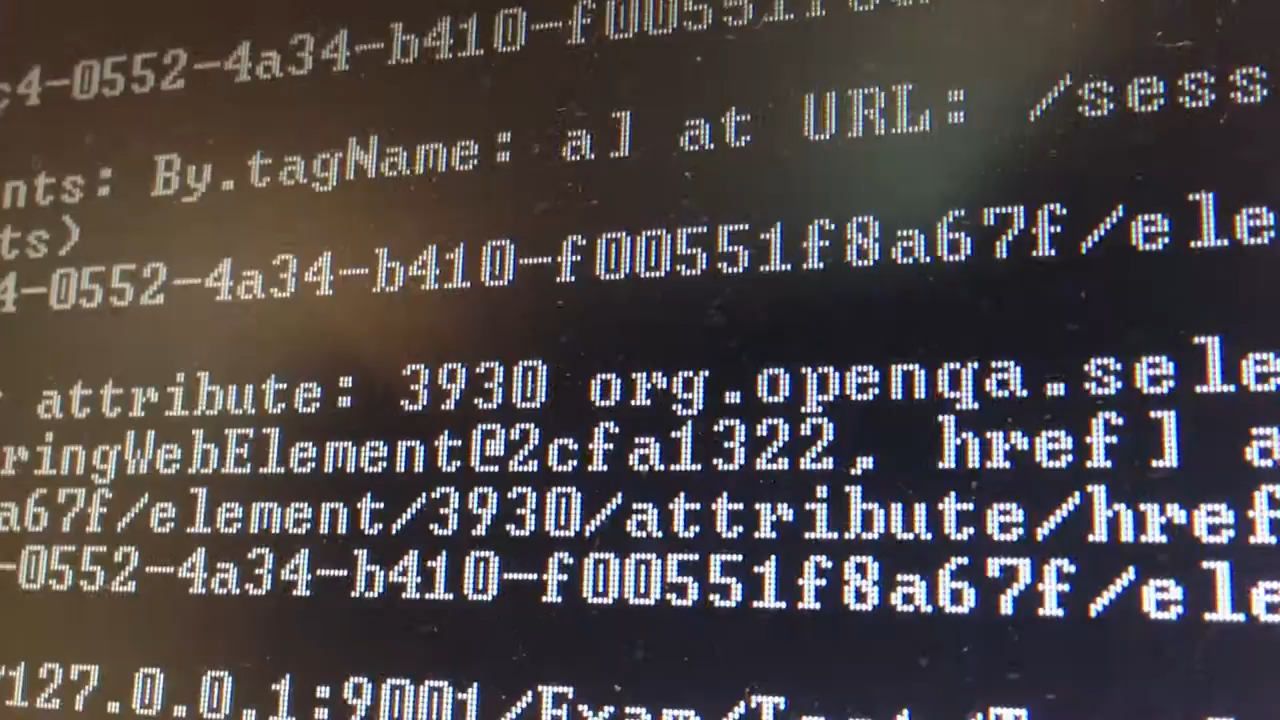 c4-0552-4a34-b410-f00551f8a
nts: By.tagName: a] at URL: /sess
ts)
4-0552-4a34-b410-f00551f8a67f/ele
attribute: 3930 org.openqa.sele
ringWebElement@2cfa1322, href] a
a67f/element/3930/attribute/href
-0552-4a34-b410-f00551f8a67f/ele
/127.0.0.1:9001/Exam/